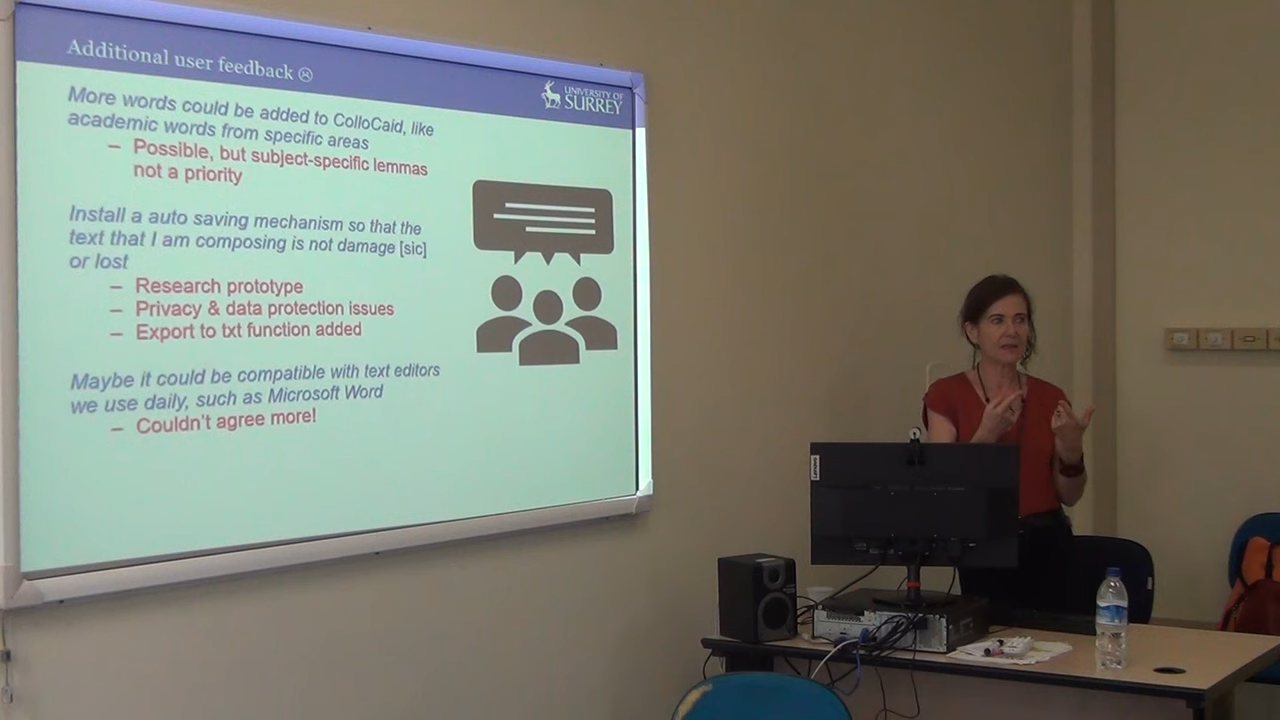 Additional user feedback ☹
UNIVERSITY OF
SURREY
More words could be added to ColloCaid, like
academic words from specific areas
– Possible, but subject-specific lemmas
not a priority
Install a auto saving mechanism so that the
text that I am composing is not damage [sic]
or lost
– Research prototype
– Privacy & data protection issues
– Export to txt function added
Maybe it could be compatible with text editors
we use daily, such as Microsoft Word
– Couldn't agree more!
Lenovo